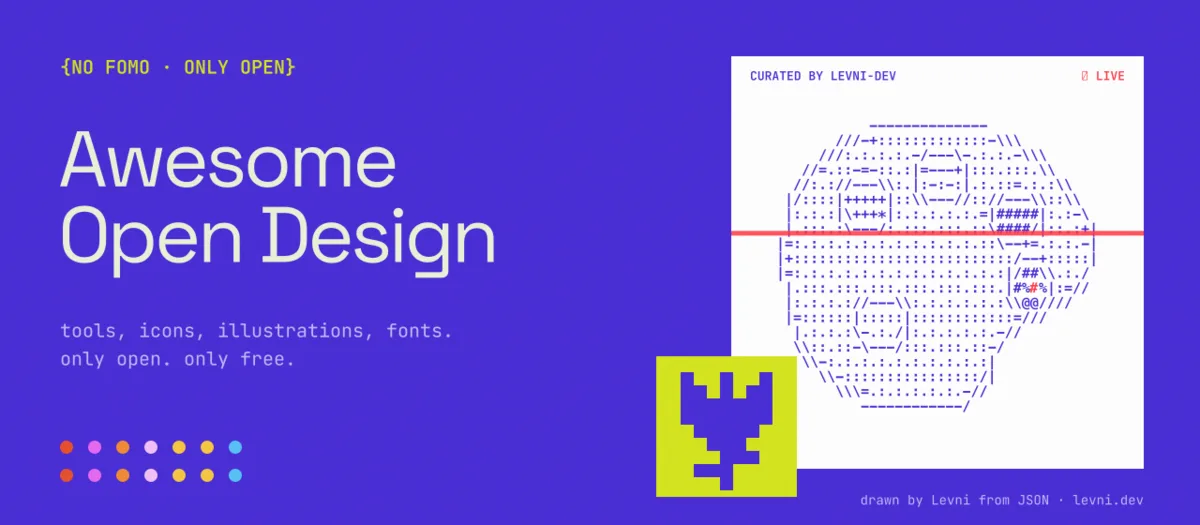 {NO FOMO · ONLY OPEN}
Awesome
Open Design
tools, icons, illustrations, fonts.
only open. only free.
CURATED BY LEVNI-DEV
LIVE
drawn by Levni from JSON · levni.dev